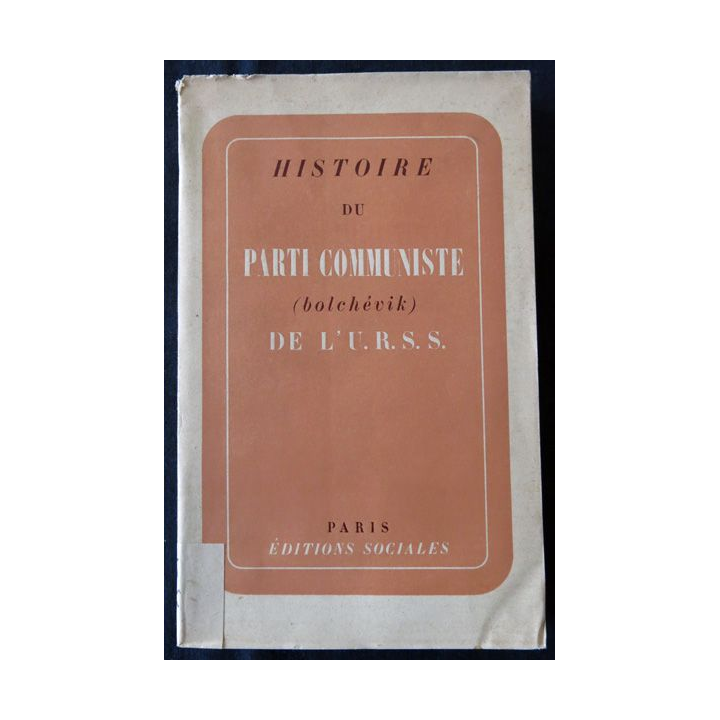 HISTOIRE
DU
PARTI COMMUNISTE
(bolchévik)
DE L'U.R.S.S.
PARIS
ÉDITIONS SOCIALES